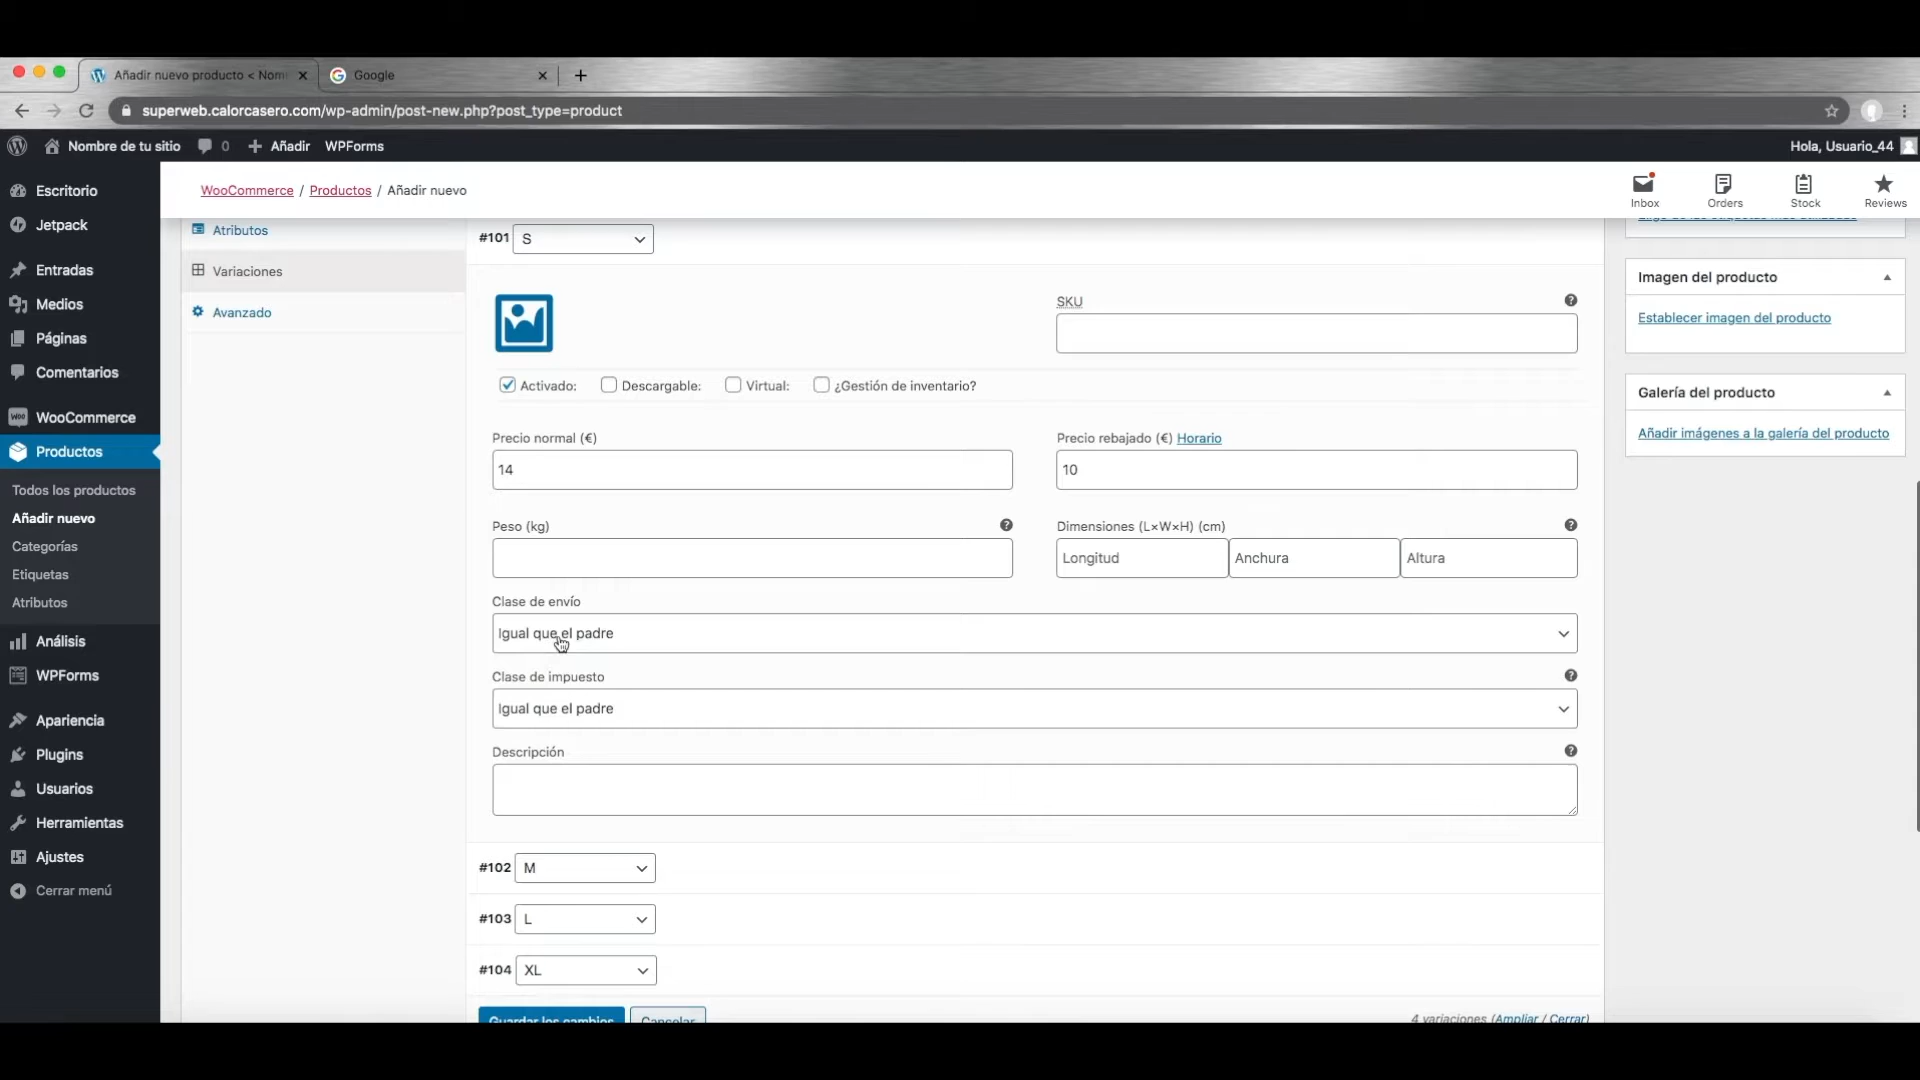 Añadir nuevo producto < Nom
Google
superweb.calorcasero.com/wp-admin/post-new.php?post_type=product
Nombre de tu sitio
0
Añadir
WPForms
Hola, Usuario_44
Escritorio
Jetpack
Entradas
Medios
Páginas
Comentarios
WooCommerce
Productos
Todos los productos
Añadir nuevo
Categorías
Etiquetas
Atributos
Análisis
WPForms
Apariencia
Plugins
Usuarios
Herramientas
Ajustes
Cerrar menú
WooCommerce / Productos / Añadir nuevo
Inbox
Orders
Stock
Reviews
Atributos
Variaciones
Avanzado
#101 S
SKU
Activado: Descargable: Virtual: ¿Gestión de inventario?
Precio normal (€)
14
Precio rebajado (€) Horario
10
Peso (kg)
Dimensiones (L×W×H) (cm)
Longitud
Anchura
Altura
Clase de envío
Igual que el padre
Clase de impuesto
Igual que el padre
Descripción
#102 M
#103 L
#104 XL
Guardar los cambios
Cancelar
4 variaciones (Ampliar / Cerrar)
Imagen del producto
Establecer imagen del producto
Galería del producto
Añadir imágenes a la galería del producto